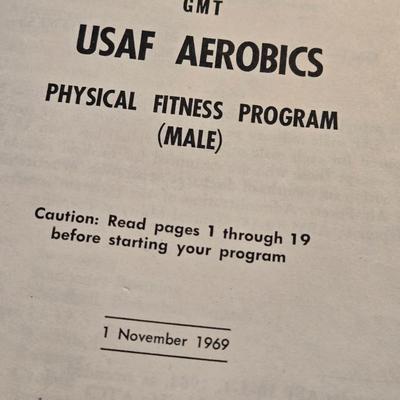 GMT
USAF AEROBICS
PHYSICAL FITNESS PROGRAM
(MALE)
Caution: Read pages 1 through 19
before starting your program
1 November 1969